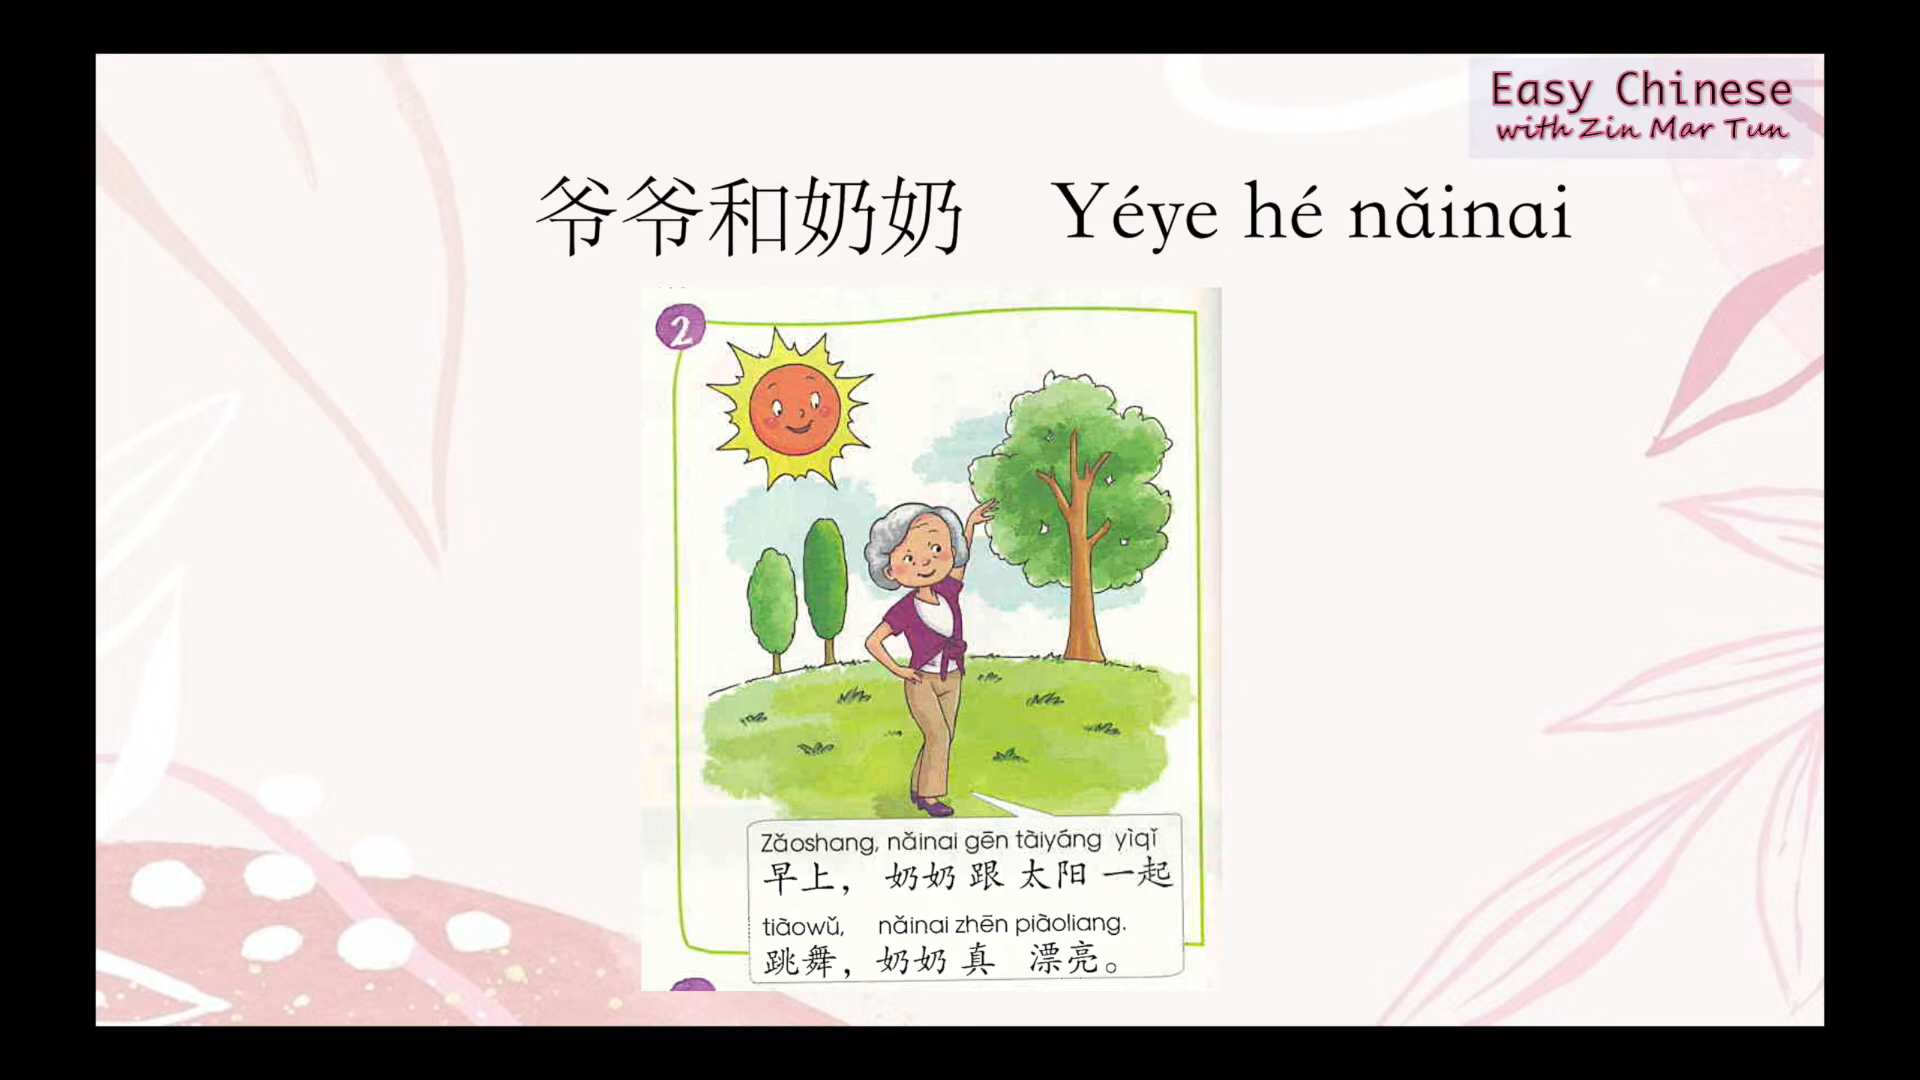 Easy Chinese
with Zin Mar Tun
爷爷和奶奶 Yéye hé nǎinai
2
Zǎoshang, nǎinai gēn tàiyáng yìqǐ
早上， 奶奶 跟 太阳 一起
tiàowǔ, nǎinai zhēn piàoliang.
跳舞， 奶奶 真 漂亮。